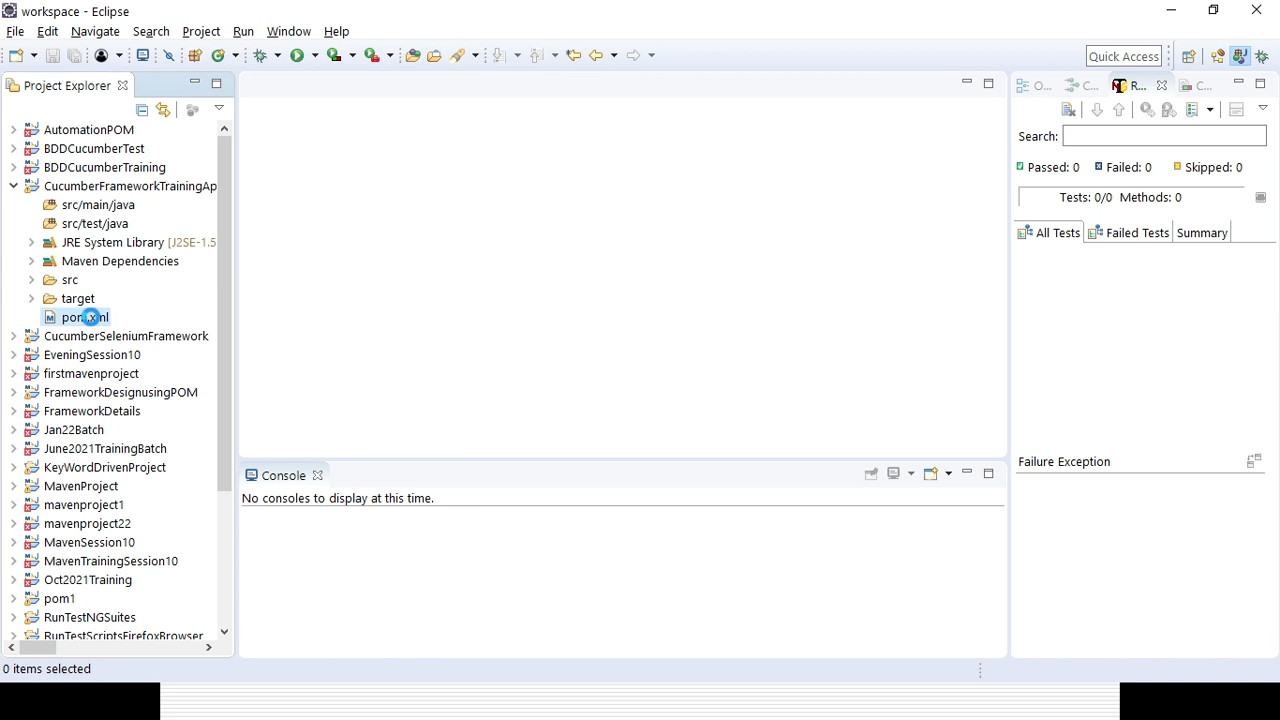 workspace - Eclipse
File Edit Navigate Search Project Run Window Help
Quick Access
Project Explorer
O... C... R... C...
Search:
Passed: 0 Failed: 0 Skipped: 0
Tests: 0/0 Methods: 0
All Tests Failed Tests Summary
Failure Exception
AutomationPOM
BDDCucumberTest
BDDCucumberTraining
CucumberFrameworkTrainingAp
src/main/java
src/test/java
JRE System Library [J2SE-1.5
Maven Dependencies
src
target
pom.xml
CucumberSeleniumFramework
EveningSession10
firstmavenproject
FrameworkDesignusingPOM
FrameworkDetails
Jan22Batch
June2021TrainingBatch
KeyWordDrivenProject
MavenProject
mavenproject1
mavenproject22
MavenSession10
MavenTrainingSession10
Oct2021Training
pom1
RunTestNGSuites
RunTestScriptsFirefoxBrowser
Console
No consoles to display at this time.
0 items selected